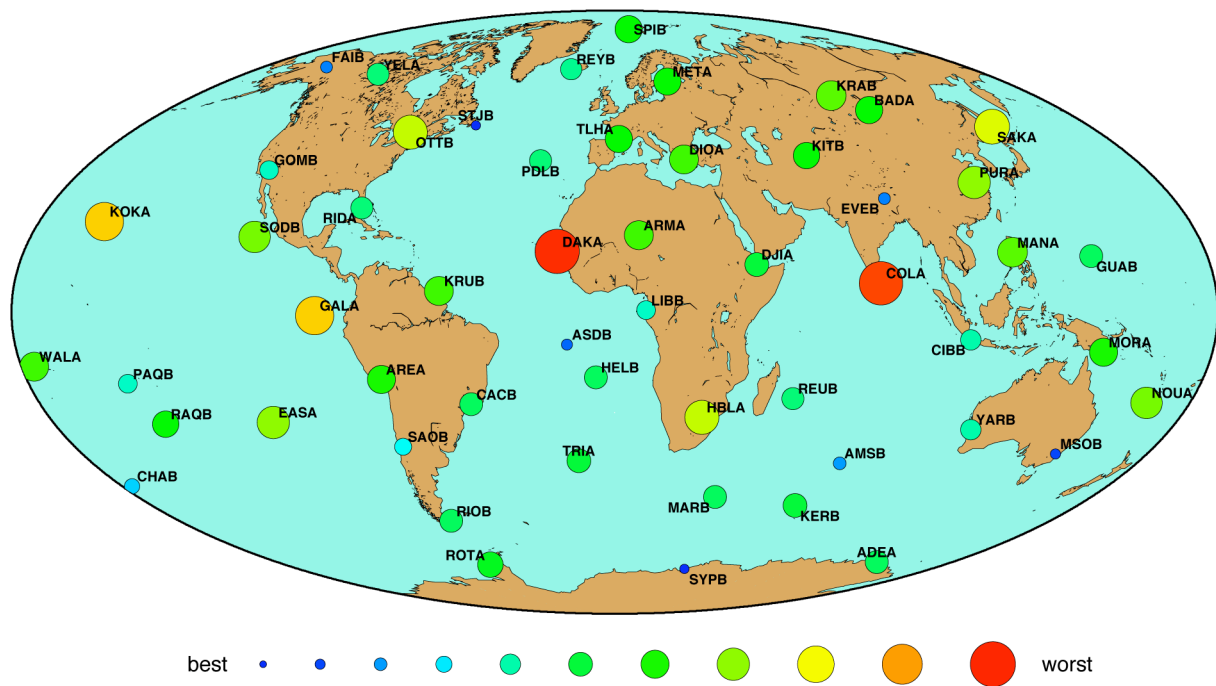 SPIB
FAIB
YELA
REYB
META
KRAB
BADA
STJB
OTTB
TLHA
SAKA
GOMB
PDLB
DIOA
KITB
PURA
KOKA
RIDA
SODB
EVEB
DAKA
ARMA
DJIA
MANA
GUAB
COLA
KRUB
GALA
LIBB
ASDB
CIBB
MORA
WALA
PAQB
AREA
HELB
REUB
CACB
NOUA
RAQB
EASA
HBLA
YARB
SAOB
TRIA
AMSB
MSOB
CHAB
MARB
KERB
RIOB
ROTA
ADEA
SYPB
best worst